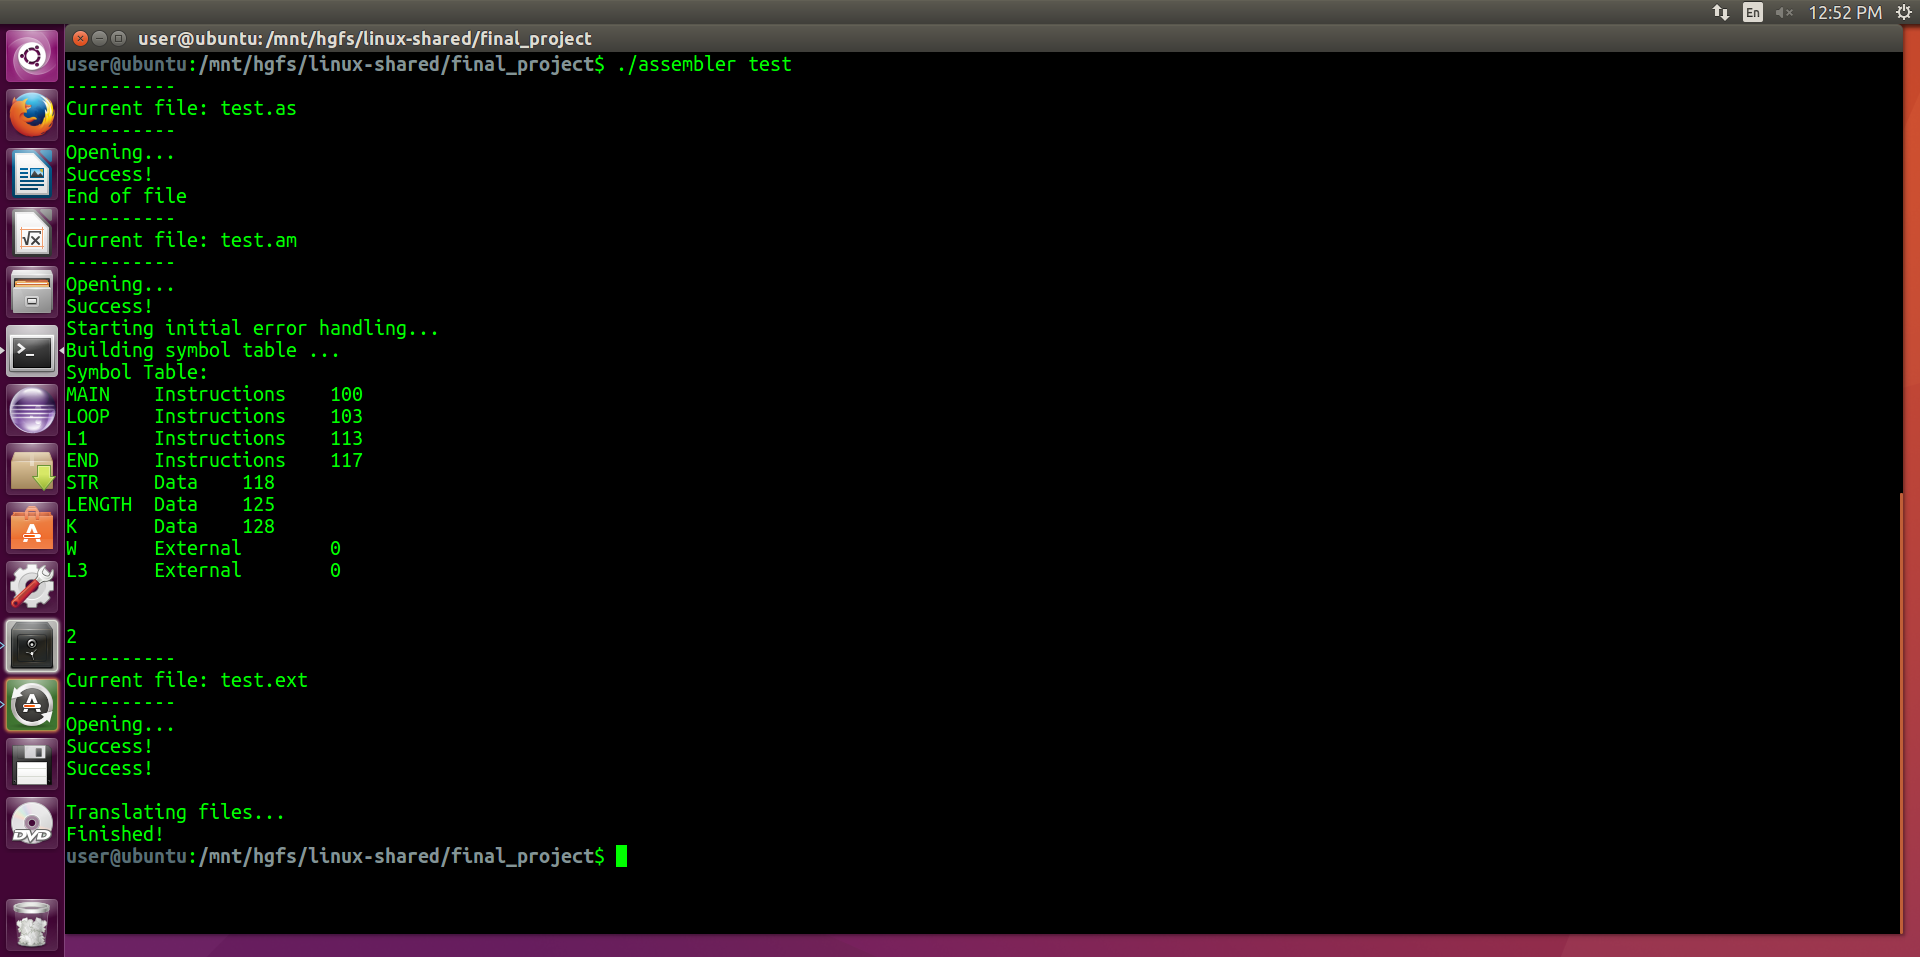 En 12:52 PM
user@ubuntu: /mnt/hgfs/linux-shared/final_project
user@ubuntu:/mnt/hgfs/linux-shared/final_project$ ./assembler test
----------
Current file: test.as
----------
Opening...
Success!
End of file
----------
Current file: test.am
----------
Opening...
Success!
Starting initial error handling...
Building symbol table ...
Symbol Table:
MAIN    Instructions    100
LOOP    Instructions    103
L1      Instructions    113
END     Instructions    117
STR     Data    118
LENGTH  Data    125
K       Data    128
W       External        0
L3      External        0
2
----------
Current file: test.ext
----------
Opening...
Success!
Success!
Translating files...
Finished!
user@ubuntu:/mnt/hgfs/linux-shared/final_project$
DVD